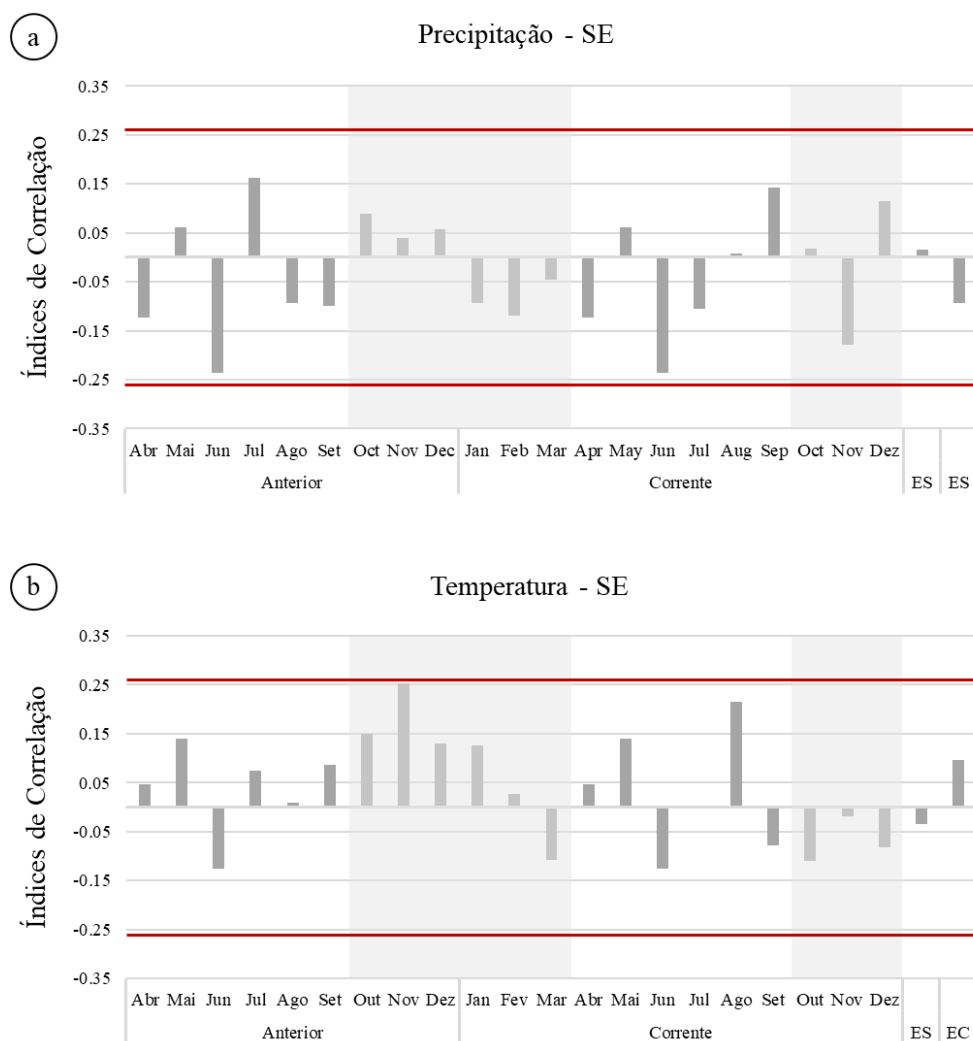 a
Precipitação - SE
Índices de Correlação
0.35
0.25
0.15
0.05
-0.05
-0.15
-0.25
-0.35
Abr Mai Jun Jul Ago Set Oct Nov Dec Jan Feb Mar Apr May Jun Jul Aug Sep Oct Nov Dez
Anterior Corrente ES ES
b
Temperatura - SE
Índices de Correlação
0.35
0.25
0.15
0.05
-0.05
-0.15
-0.25
-0.35
Abr Mai Jun Jul Ago Set Out Nov Dez Jan Fev Mar Abr Mai Jun Jul Ago Set Out Nov Dez
Anterior Corrente ES EC